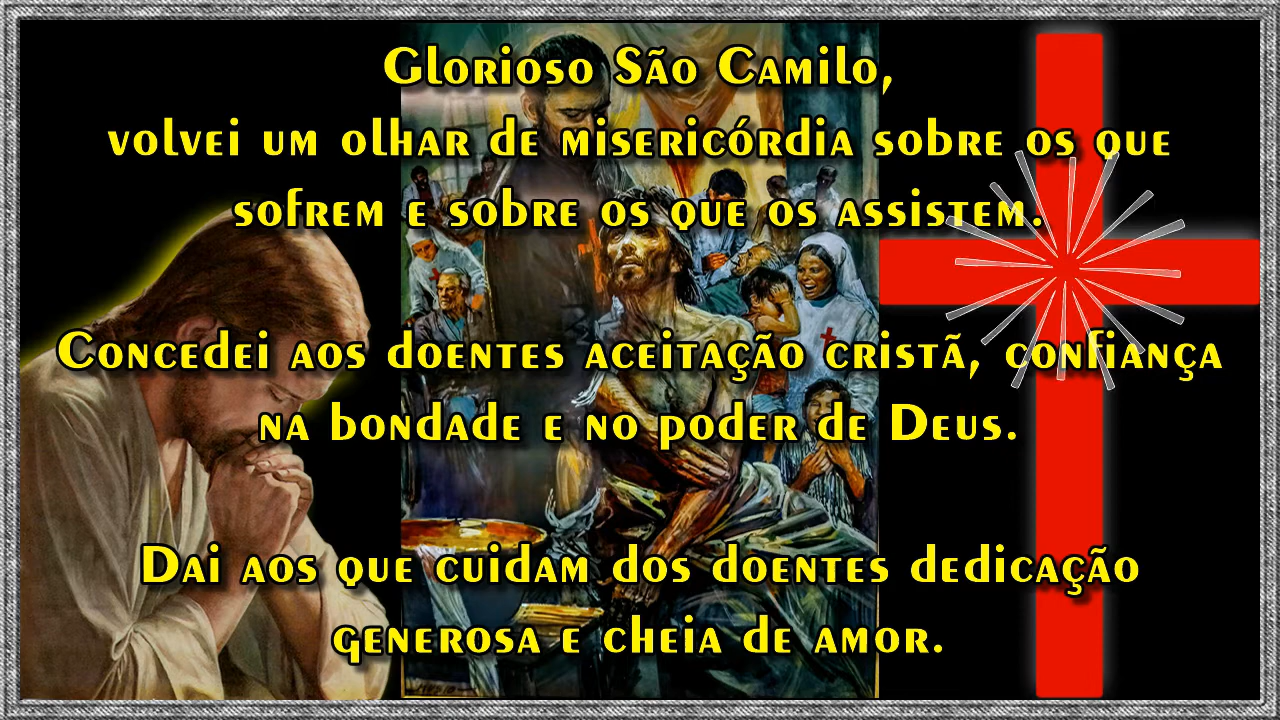 Glorioso São Camilo,
volvei um olhar de misericórdia sobre os que
sofrem e sobre os que os assistem.
Concedei aos doentes aceitação cristã, confiança
na bondade e no poder de Deus.
Dai aos que cuidam dos doentes dedicação
generosa e cheia de amor.